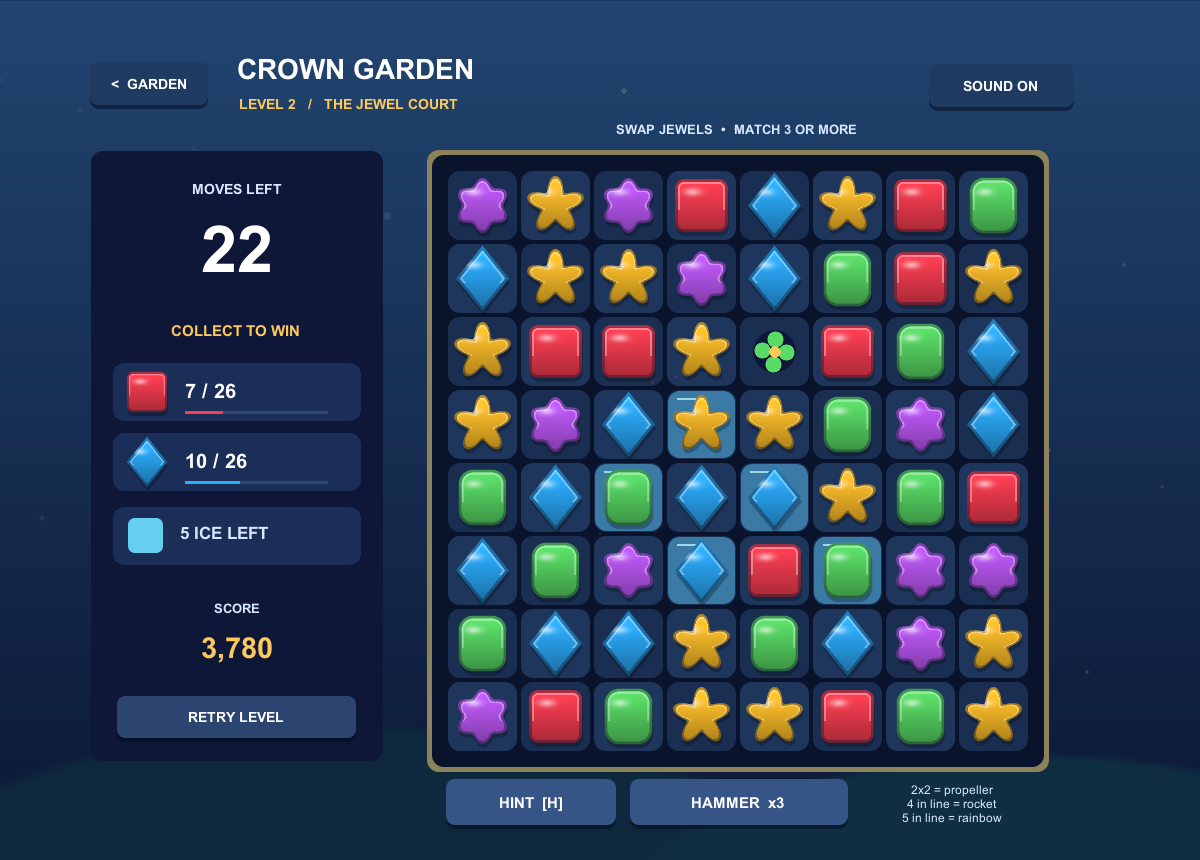 < GARDEN
CROWN GARDEN
LEVEL 2 / THE JEWEL COURT
SOUND ON
SWAP JEWELS • MATCH 3 OR MORE
MOVES LEFT
22
COLLECT TO WIN
7 / 26
10 / 26
5 ICE LEFT
SCORE
3,780
RETRY LEVEL
HINT [H]
HAMMER x3
2x2 = propeller
4 in line = rocket
5 in line = rainbow